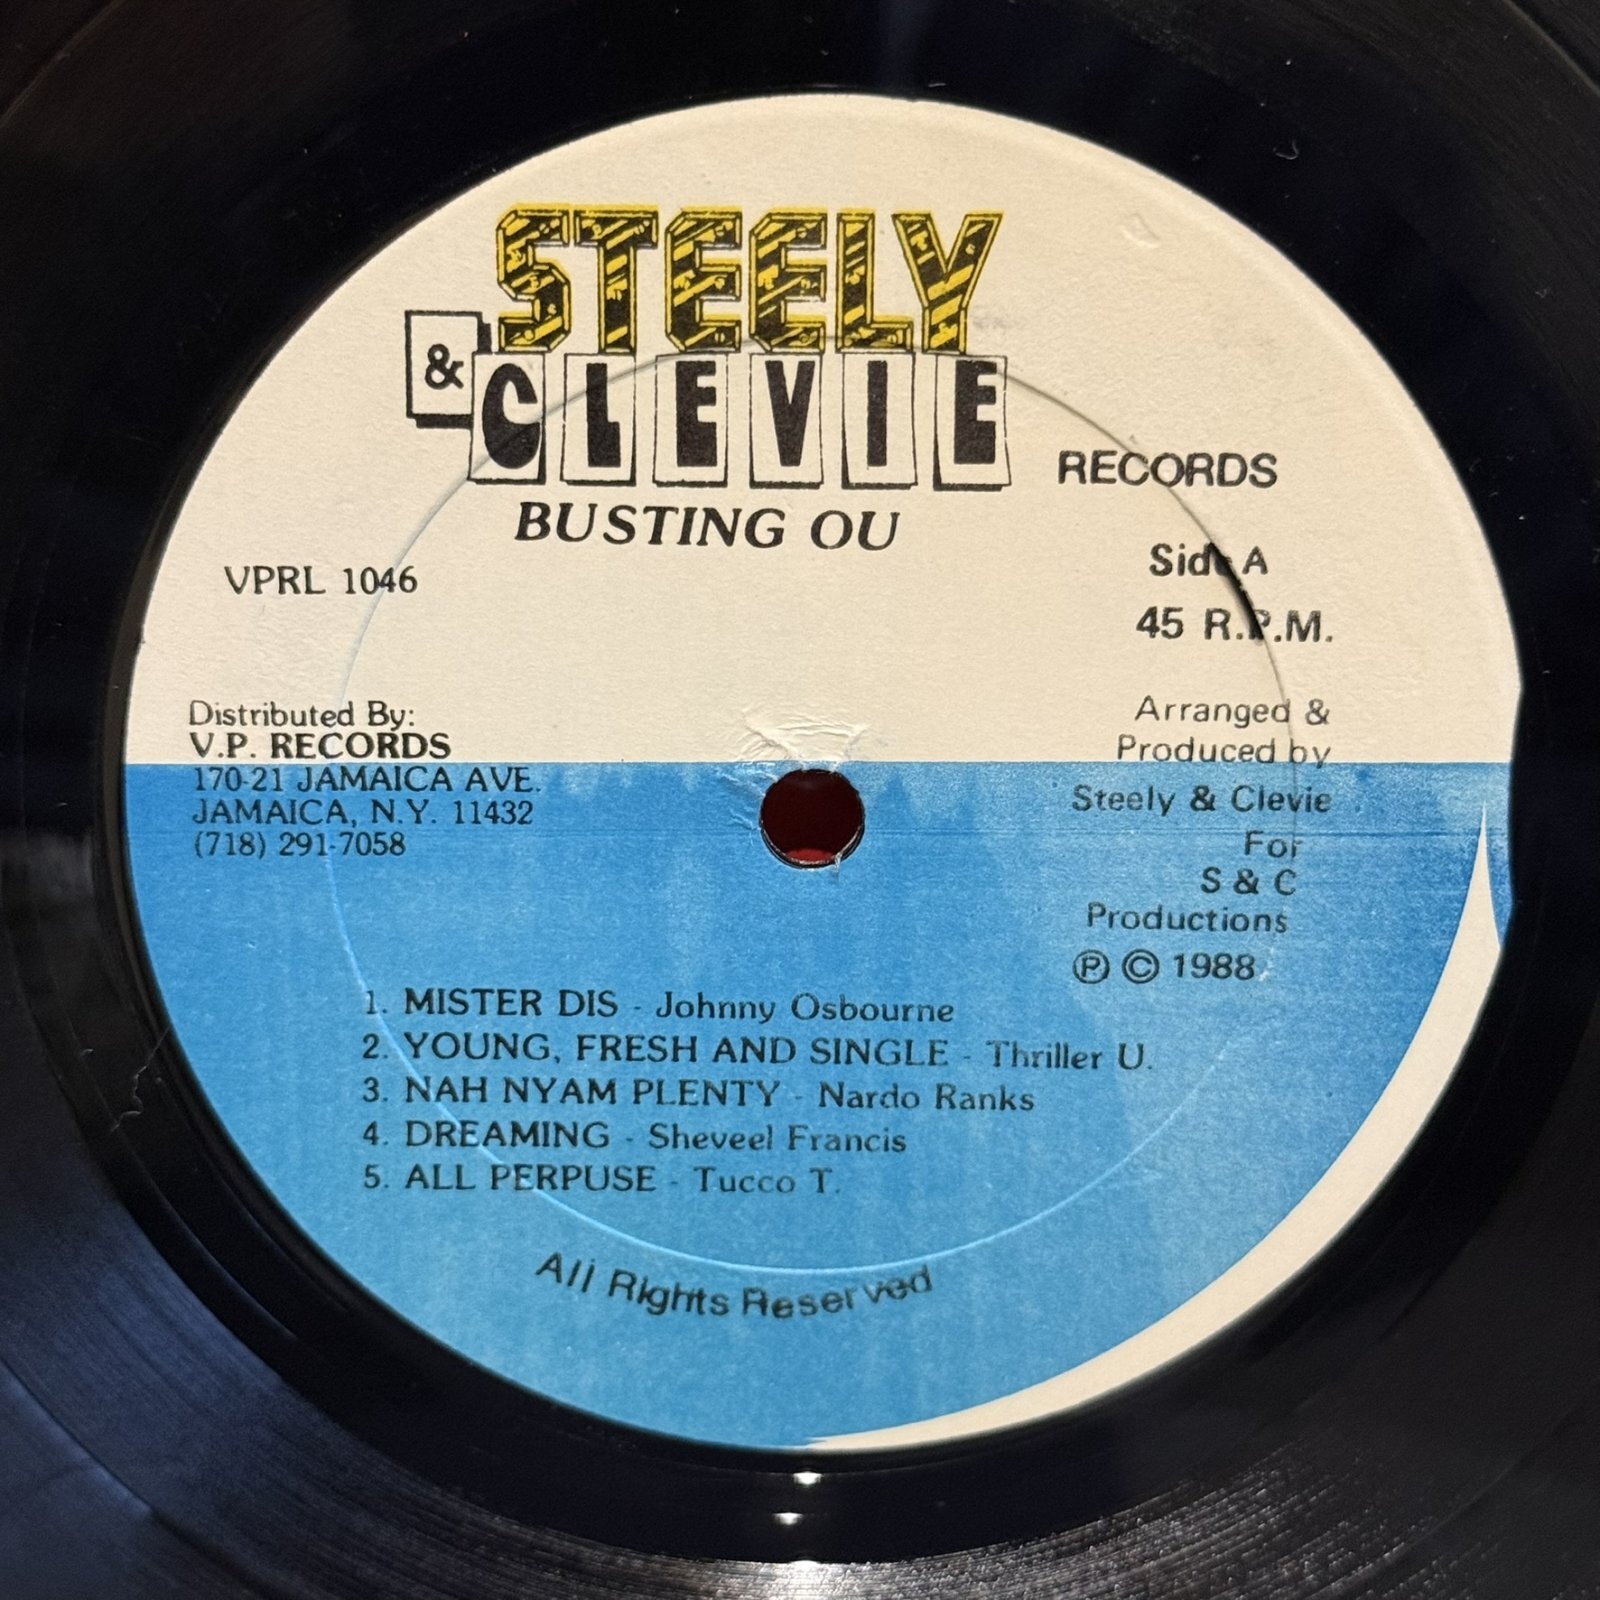 STEELY
& CLEVIE
RECORDS
BUSTING OU
VPRL 1046
Side A
45 R.P.M.
Distributed By:
V.P. RECORDS
170-21 JAMAICA AVE.
JAMAICA, N.Y. 11432
(718) 291-7058
Arranged &
Produced by
Steely & Clevie
For
S & C
Productions
Ⓟ © 1988
1. MISTER DIS - Johnny Osbourne
2. YOUNG, FRESH AND SINGLE - Thriller U.
3. NAH NYAM PLENTY - Nardo Ranks
4. DREAMING - Sheveel Francis
5. ALL PERPUSE - Tucco T.
All Rights Reserved